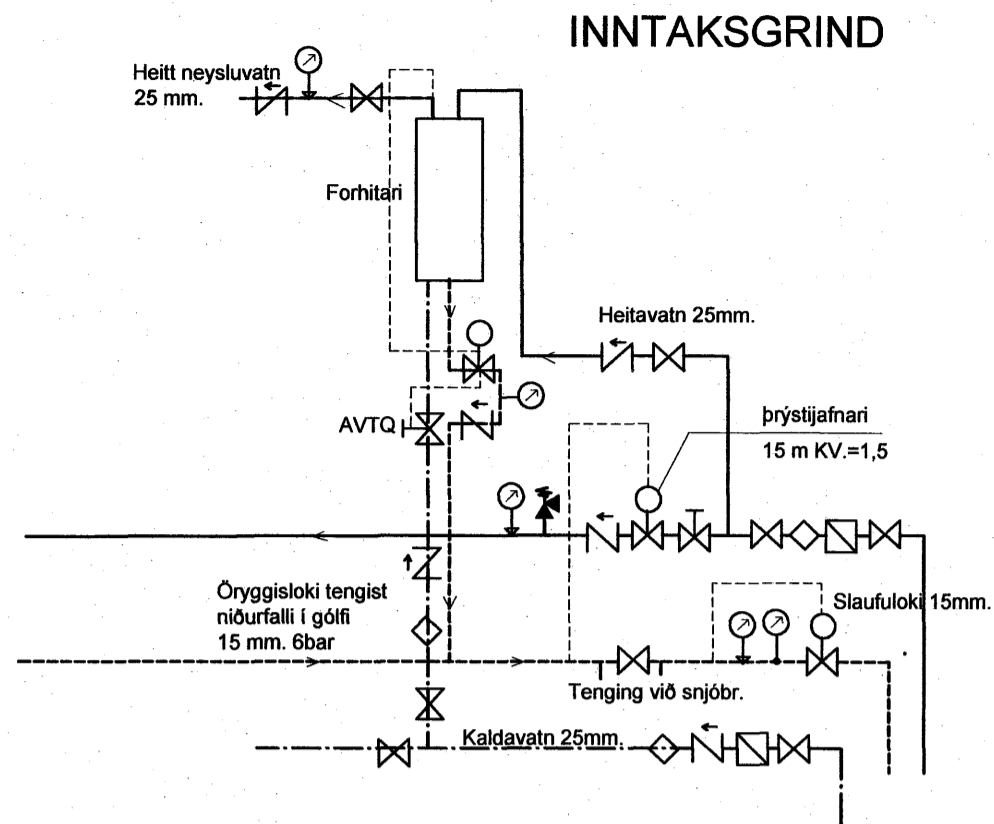 INNTAKSGRIND
Heitt neysluvatn
25 mm.
Forhitari
Heitavatn 25mm.
AVTQ
þrýstijafnari
15 m KV.=1,5
Öryggisloki tengist
niðurfalli í gólfi
15 mm. 6bar
Slaufuloki 15mm.
Tenging við snjóbr.
Kaldavatn 25mm.